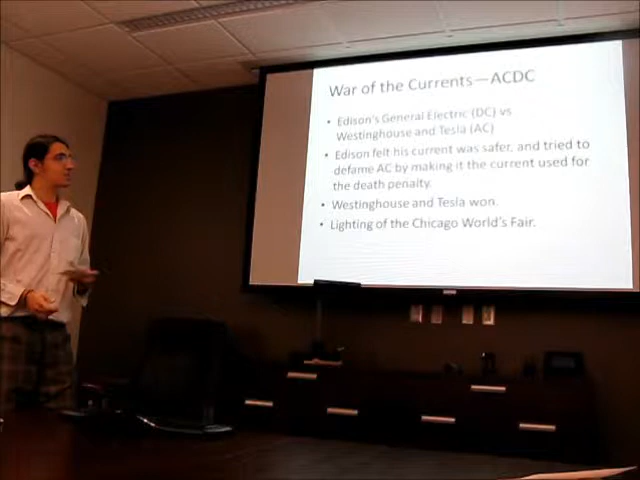 War of the Currents—ACDC
• Edison's General Electric (DC) vs
Westinghouse and Tesla (AC)
• Edison felt his current was safer, and tried to
defame AC by making it the current used for
the death penalty.
• Westinghouse and Tesla won.
• Lighting of the Chicago World's Fair.